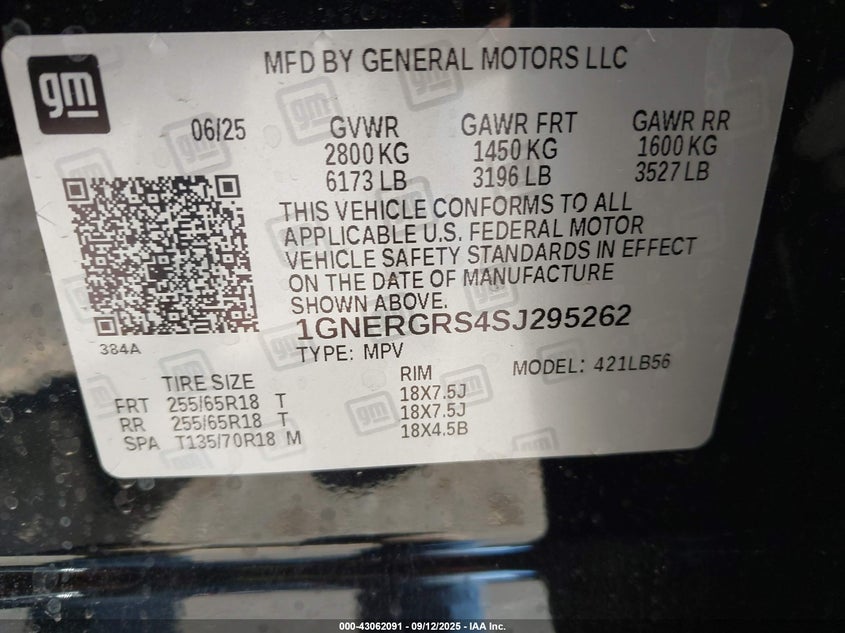 gm
MFD BY GENERAL MOTORS LLC
06/25
GVWR GAWR FRT GAWR RR
2800 KG 1450 KG 1600 KG
6173 LB 3196 LB 3527 LB
THIS VEHICLE CONFORMS TO ALL
APPLICABLE U.S. FEDERAL MOTOR
VEHICLE SAFETY STANDARDS IN EFFECT
ON THE DATE OF MANUFACTURE
SHOWN ABOVE.
1GNERGRS4SJ295262
384A
TYPE: MPV MODEL: 421LB56
TIRE SIZE RIM
FRT 255/65R18 T 18X7.5J
RR 255/65R18 T 18X7.5J
SPA T135/70R18 M 18X4.5B
000-43062091 - 09/12/2025 - IAA Inc.